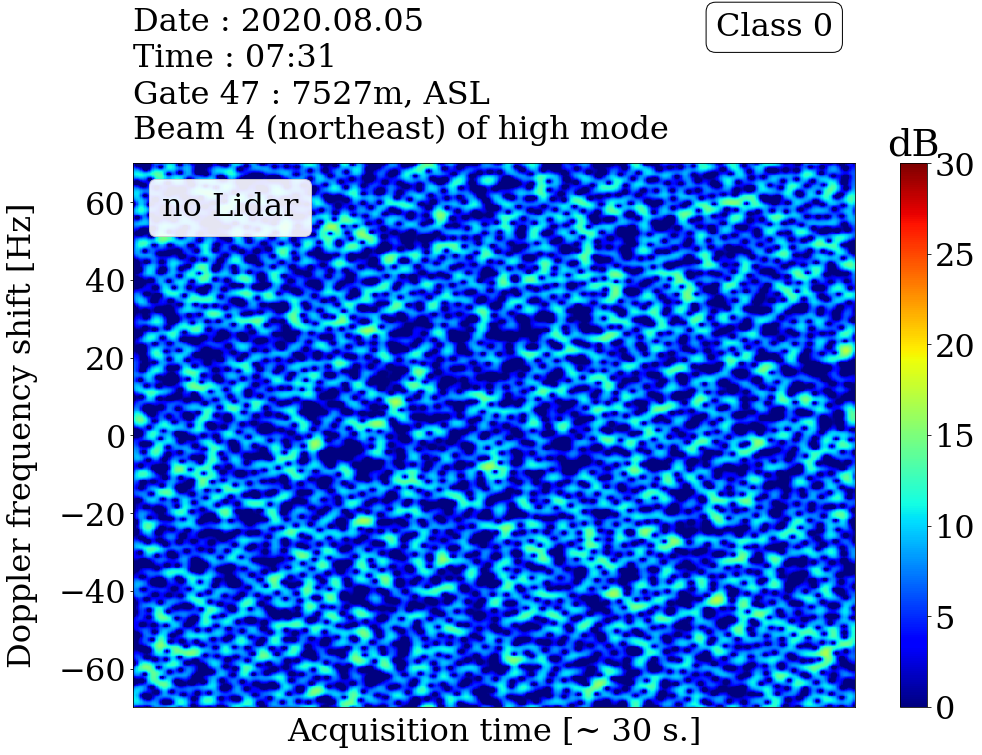 Date : 2020.08.05
Time : 07:31
Gate 47 : 7527m, ASL
Beam 4 (northeast) of high mode
Class 0
dB
no Lidar
Doppler frequency shift [Hz]
60
40
20
0
−20
−40
−60
30
25
20
15
10
5
0
Acquisition time [~ 30 s.]